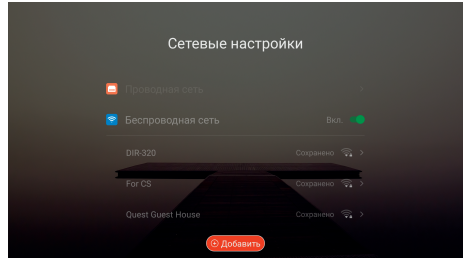 Сетевые настройки
Проводная сеть
Беспроводная сеть Вкл.
DIR-320 Сохранено
For CS Сохранено
Quest Guest House Сохранено
Добавить